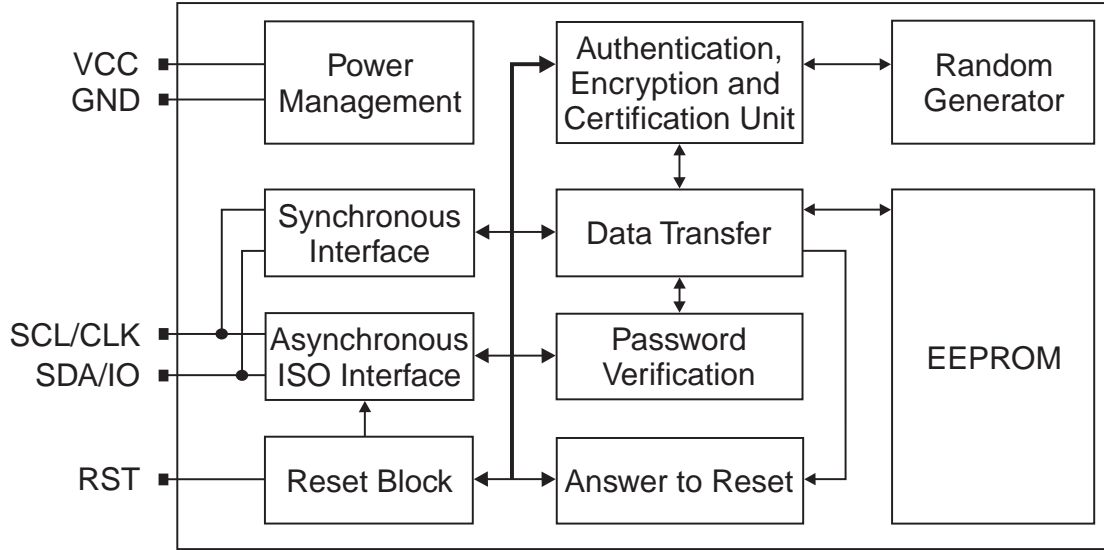 VCC
GND
Power
Management
Authentication,
Encryption and
Certification Unit
Random
Generator
Synchronous
Interface
Data Transfer
SCL/CLK
SDA/IO
Asynchronous
ISO Interface
Password
Verification
EEPROM
RST
Reset Block
Answer to Reset